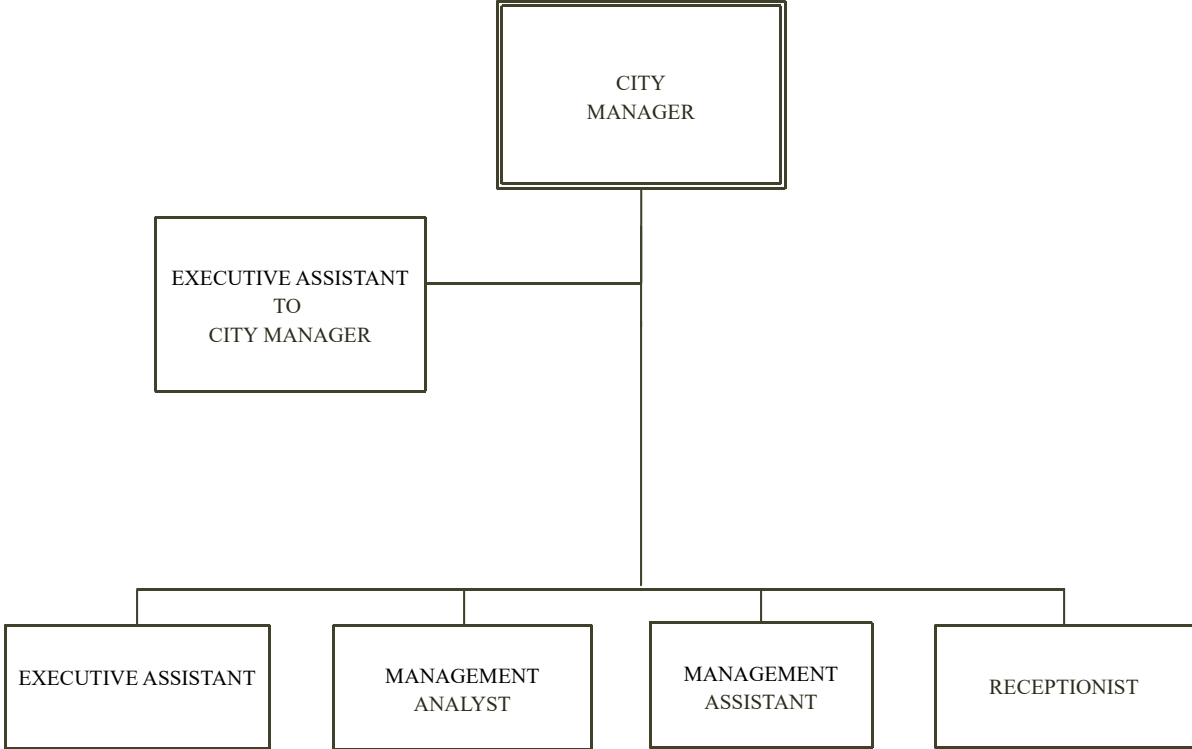 CITY
MANAGER
EXECUTIVE ASSISTANT
TO
CITY MANAGER
EXECUTIVE ASSISTANT
MANAGEMENT
ANALYST
MANAGEMENT
ASSISTANT
RECEPTIONIST